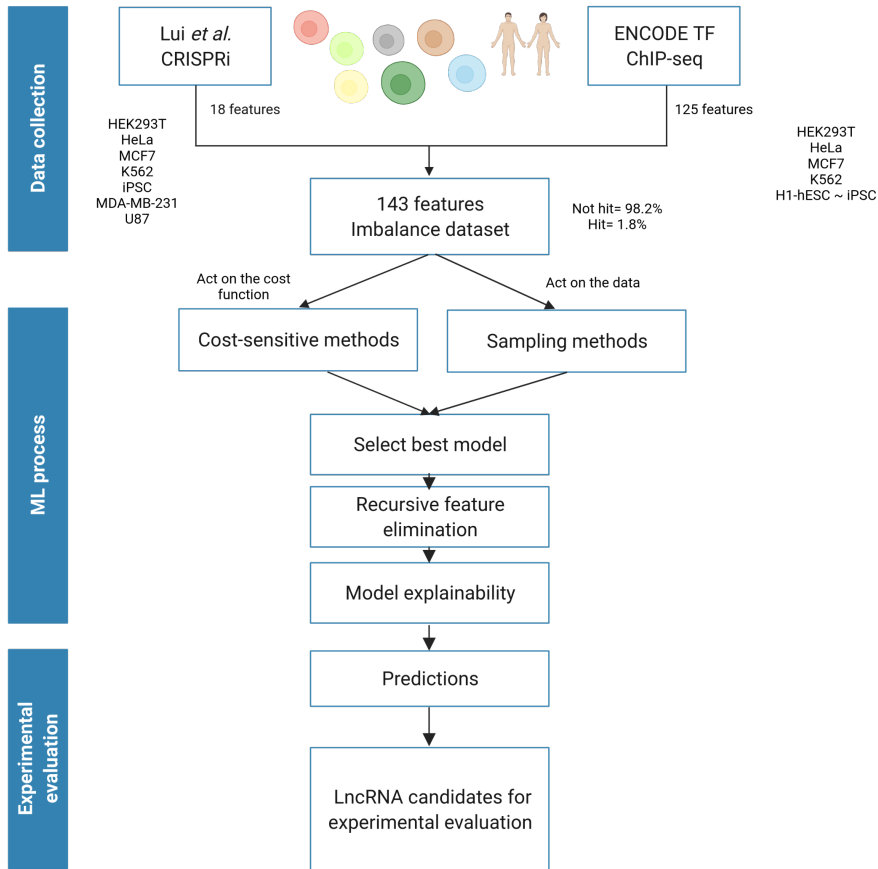 Data collection
Lui et al.
CRISPRi
ENCODE TF
ChIP-seq
18 features
125 features
HEK293T
HeLa
MCF7
K562
iPSC
MDA-MB-231
U87
HEK293T
HeLa
MCF7
K562
H1-hESC ~ iPSC
143 features
Imbalance dataset
Not hit= 98.2%
Hit= 1.8%
ML process
Act on the cost
function
Act on the data
Cost-sensitive methods
Sampling methods
Select best model
Recursive feature
elimination
Model explainability
Experimental
evaluation
Predictions
LncRNA candidates for
experimental evaluation